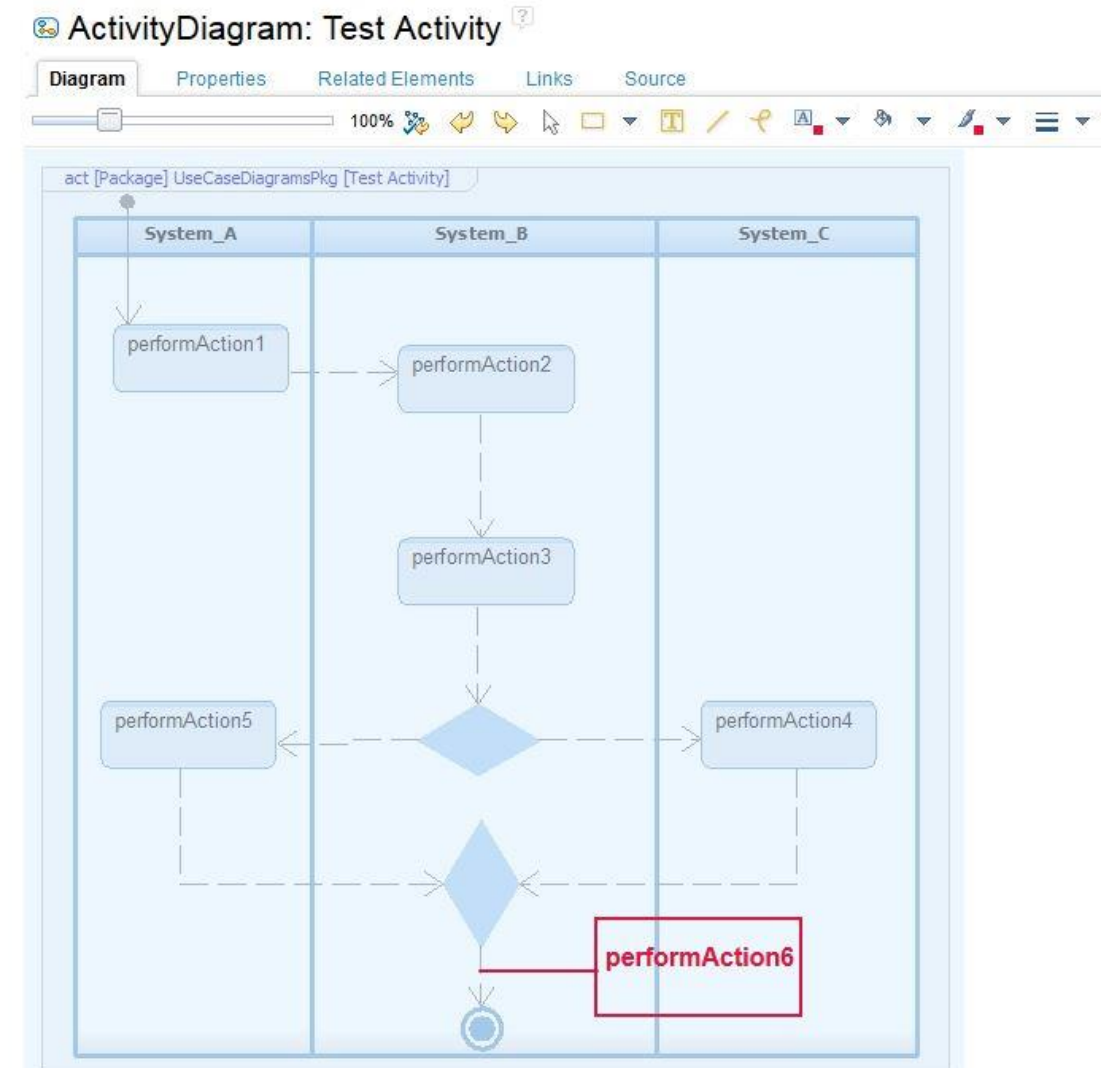 ActivityDiagram: Test Activity ?
Diagram Properties Related Elements Links Source
100% T A
act [Package] UseCaseDiagramsPkg [Test Activity]
System_A System_B System_C
performAction1
performAction2
performAction3
performAction5 performAction4
performAction6